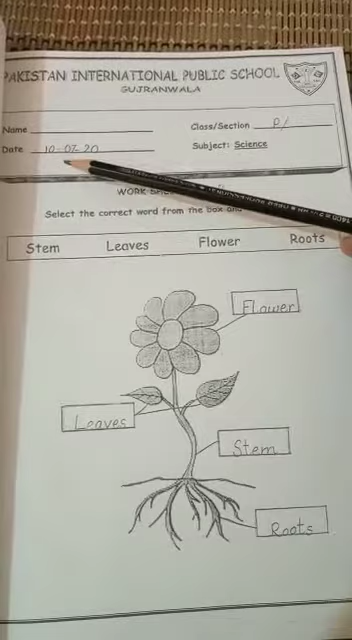 PAKISTAN INTERNATIONAL PUBLIC SCHOOL
GUJRANWALA
Name
Class/Section P/
Date 10-07-20
Subject: Science
WORK
Select the correct word from the box and
Stem Leaves Flower Roots
Flower
Leaves
Stem
Roots